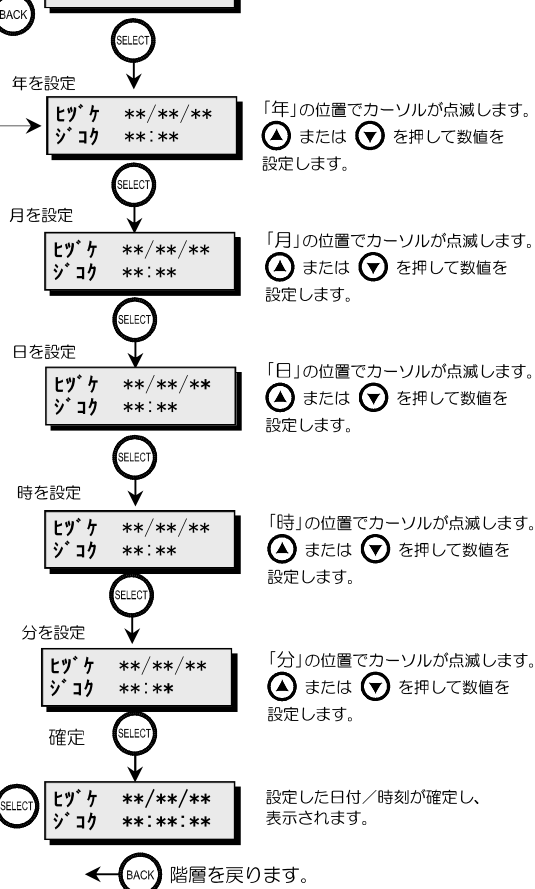 BACK
SELECT
年を設定
ﾋﾂﾞｹ **/**/**
ｼﾞｺｸ **:**
「年」の位置でカーソルが点滅します。
▲ または ▼ を押して数値を
設定します。
SELECT
月を設定
ﾋﾂﾞｹ **/**/**
ｼﾞｺｸ **:**
「月」の位置でカーソルが点滅します。
▲ または ▼ を押して数値を
設定します。
SELECT
日を設定
ﾋﾂﾞｹ **/**/**
ｼﾞｺｸ **:**
「日」の位置でカーソルが点滅します。
▲ または ▼ を押して数値を
設定します。
SELECT
時を設定
ﾋﾂﾞｹ **/**/**
ｼﾞｺｸ **:**
「時」の位置でカーソルが点滅します。
▲ または ▼ を押して数値を
設定します。
SELECT
分を設定
ﾋﾂﾞｹ **/**/**
ｼﾞｺｸ **:**
「分」の位置でカーソルが点滅します。
▲ または ▼ を押して数値を
設定します。
確定 SELECT
SELECT
ﾋﾂﾞｹ **/**/**
ｼﾞｺｸ **:**:**
設定した日付／時刻が確定し、
表示されます。
BACK 階層を戻ります。